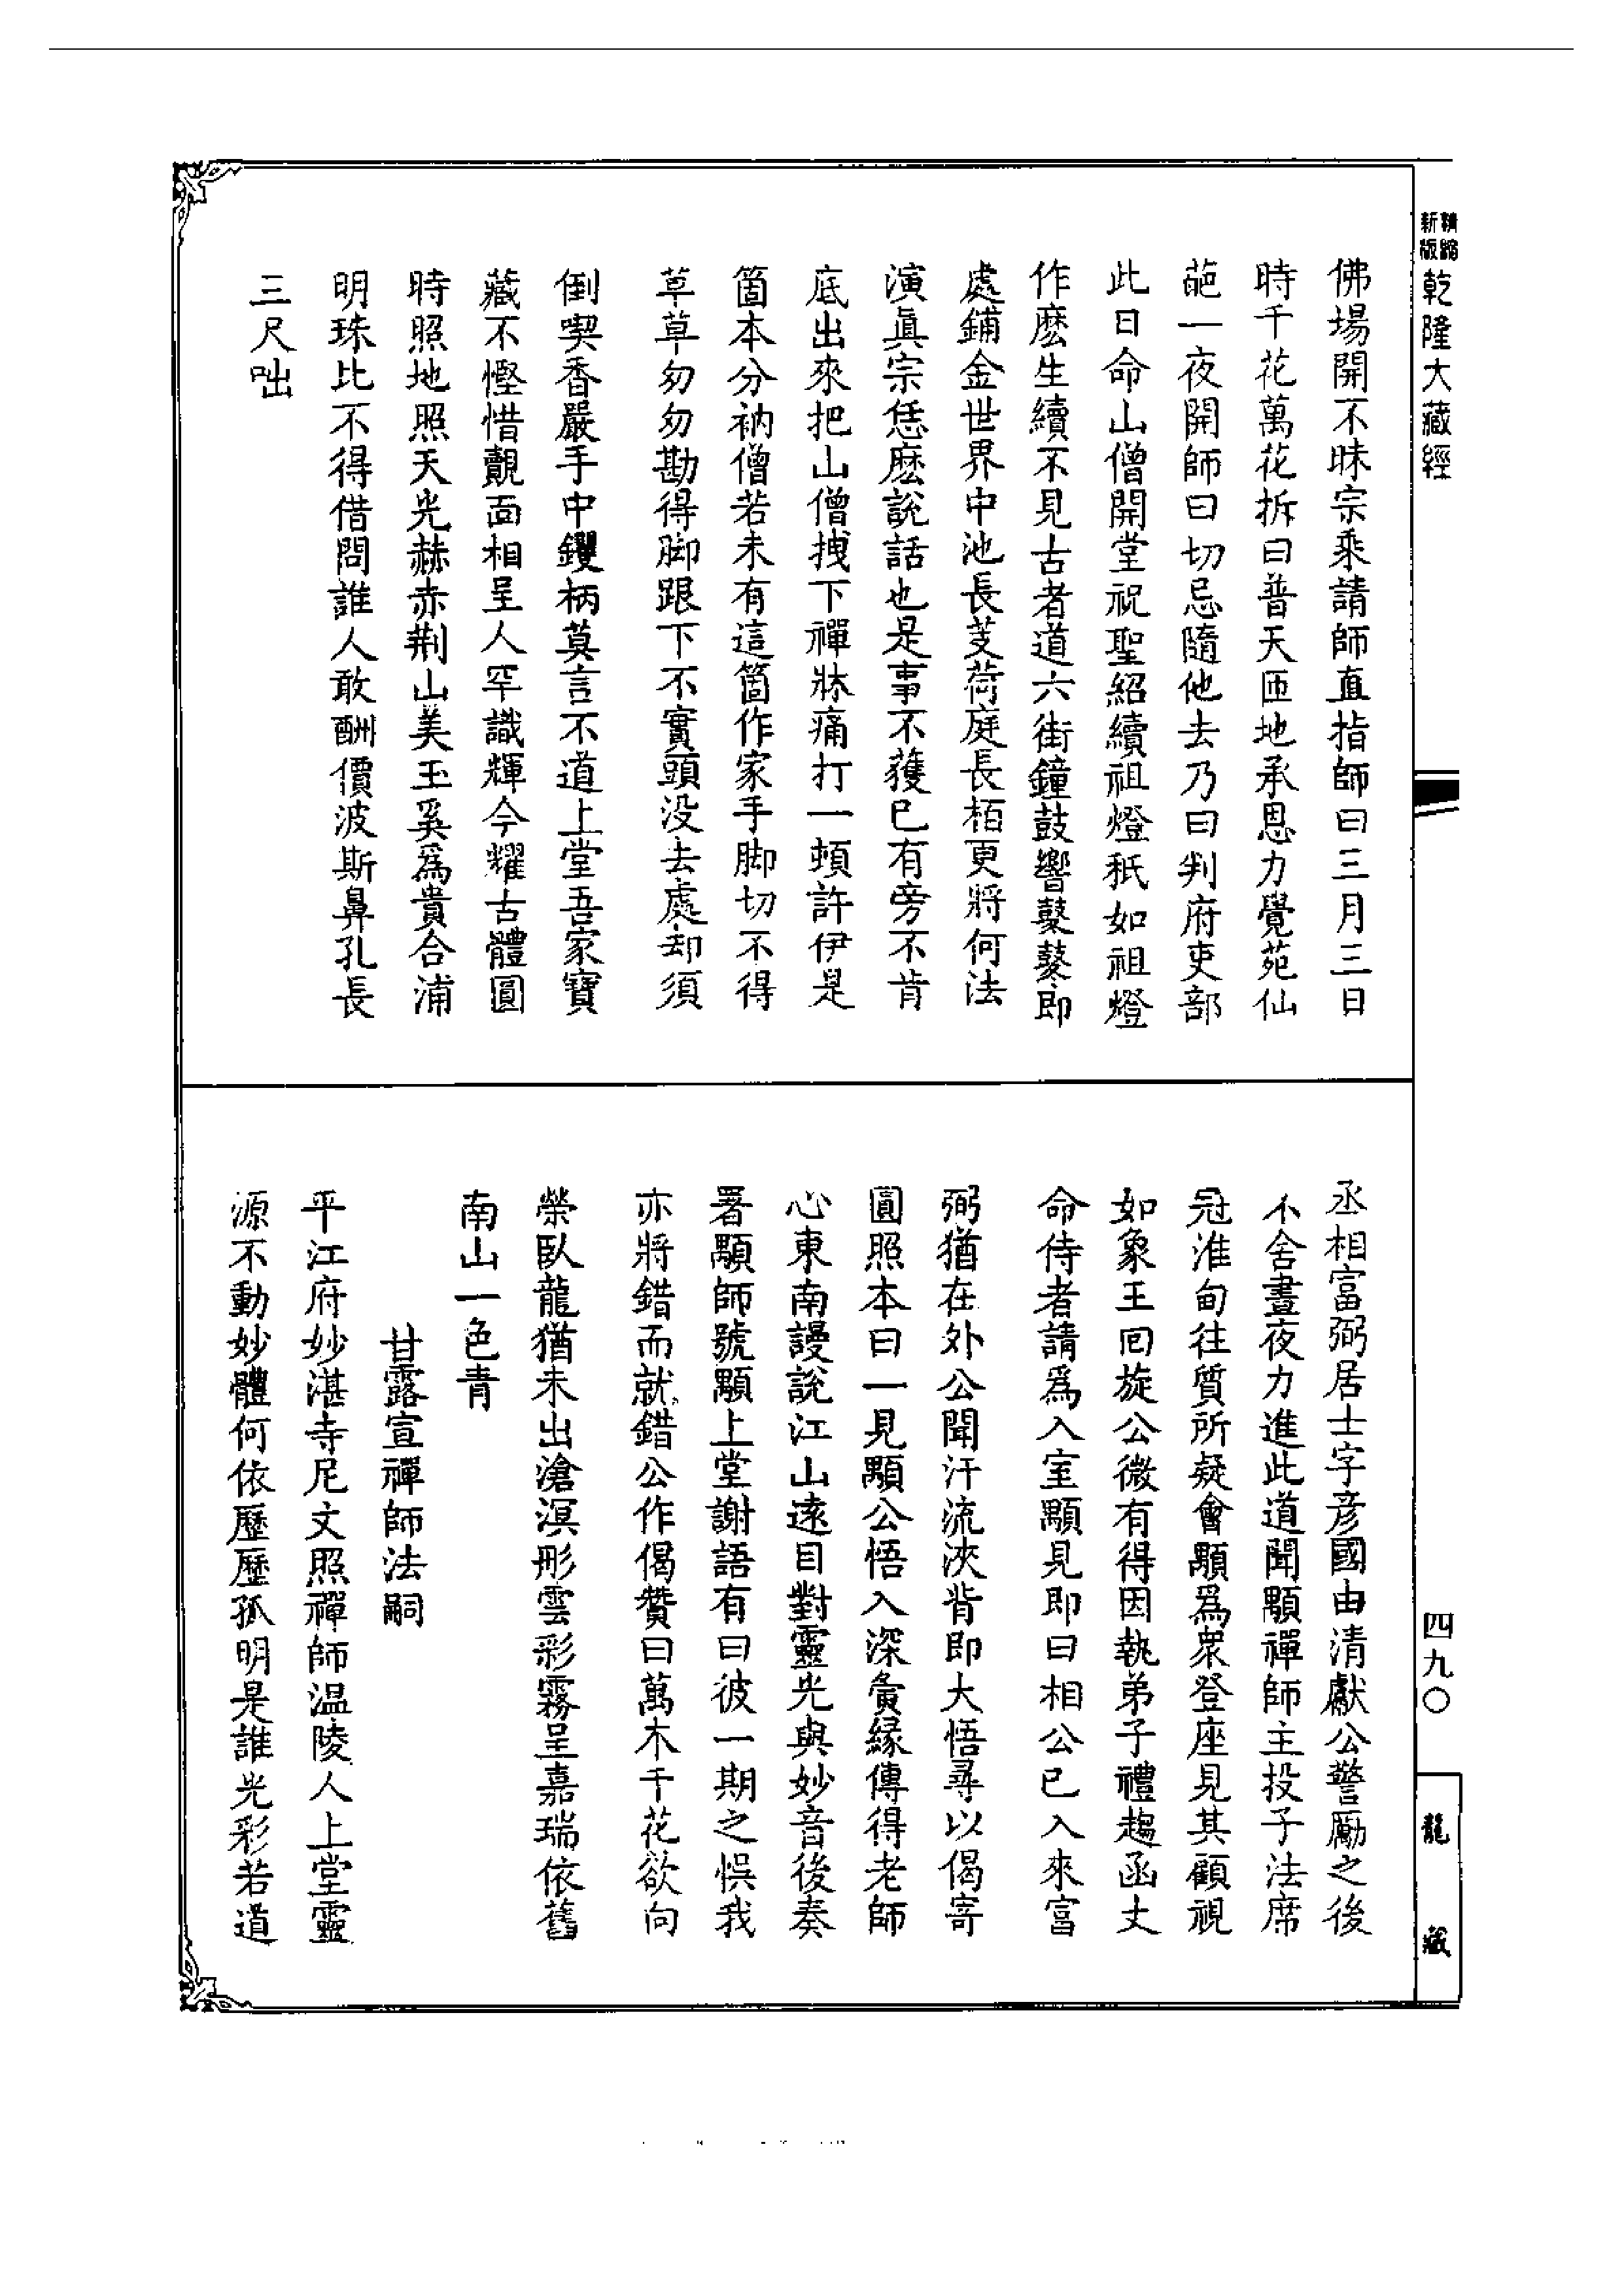 新精
版縮
乾隆大藏經
佛場開不昧宗乘請師直指師曰三月三日
時千花萬花拆曰普天匝地承恩力覺苑仙
葩一夜開師曰切忌隨他去乃曰判府吏部
此日命山僧開堂祝聖紹續祖燈秖如祖燈
作麽生續不見古者道六街鐘鼓響鼕鼕即
處鋪金世界中池長芰荷庭長栢更將何法
演眞宗恁麽說話也是事不獲已有旁不肯
底出來把山僧拽下禪牀痛打一頓許伊是
箇本分衲僧若未有這箇作家手脚切不得
草草匆匆勘得脚跟下不實頭没去處却須
倒喫香嚴手中钁柄莫言不道上堂吾家寶
藏不慳惜覿面相呈人罕識輝今耀古體圓
時照地照天光赫赤荆山美玉奚爲貴合浦
明珠比不得借問誰人敢酬價波斯鼻孔長
三尺咄
丞相富弼居士字彦國由清獻公警勵之後
不舍晝夜力進此道聞顒禪師主投子法席
冠淮甸往質所疑會顒爲衆登座見其顧視
如象王回旋公微有得因執弟子禮趨函丈
命侍者請爲入室顒見即曰相公已入來富
弼猶在外公聞汗流浹背即大悟尋以偈寄
圓照本曰一見顒公悟入深夤緣傳得老師
心東南謾說江山遠目對靈光與妙音後奏
署顒師號顒上堂謝語有曰彼一期之悞我
亦將錯而就錯公作偈贊曰萬木千花欲向
榮臥龍猶未出滄溟彤雲彩霧呈嘉瑞依舊
南山一色青
甘露宣禪師法嗣
平江府妙湛寺尼文照禪師温陵人上堂靈
源不動妙體何依歷歷孤明是誰光彩若道
四九〇
龍藏